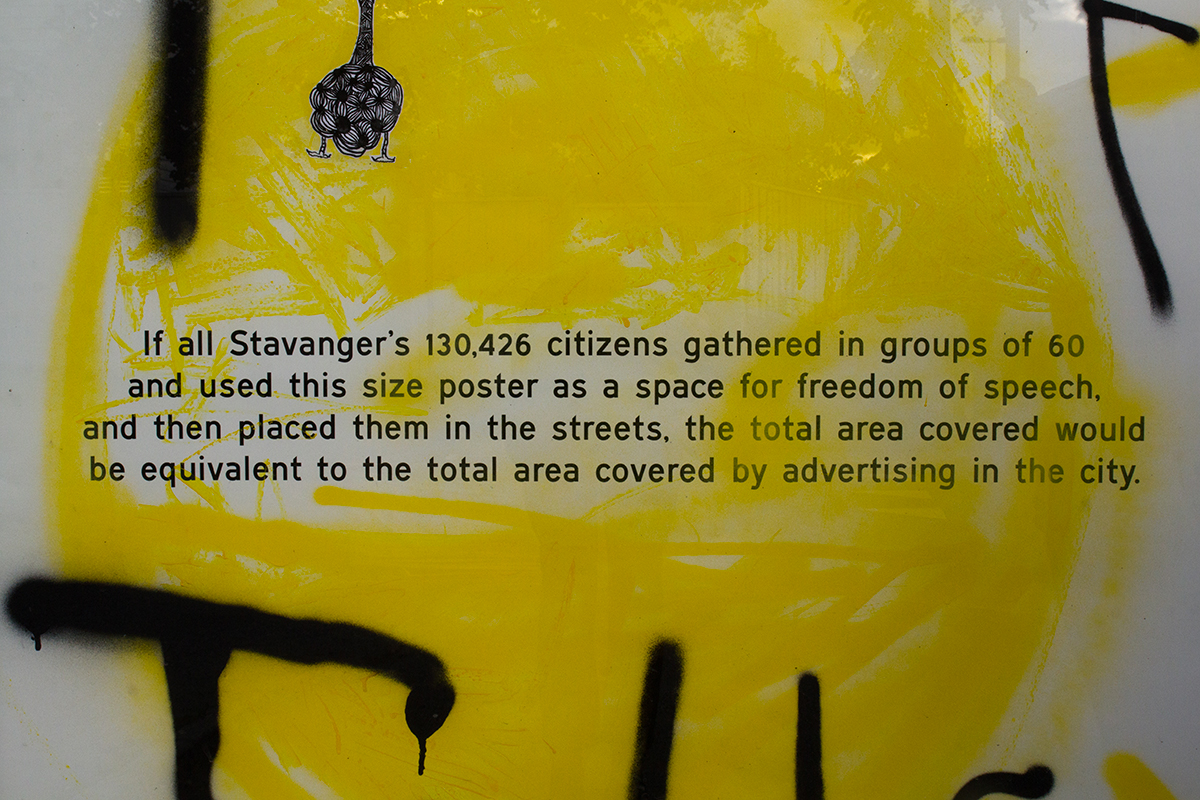 If all Stavanger's 130,426 citizens gathered in groups of 60
and used this size poster as a space for freedom of speech,
and then placed them in the streets, the total area covered would
be equivalent to the total area covered by advertising in the city.